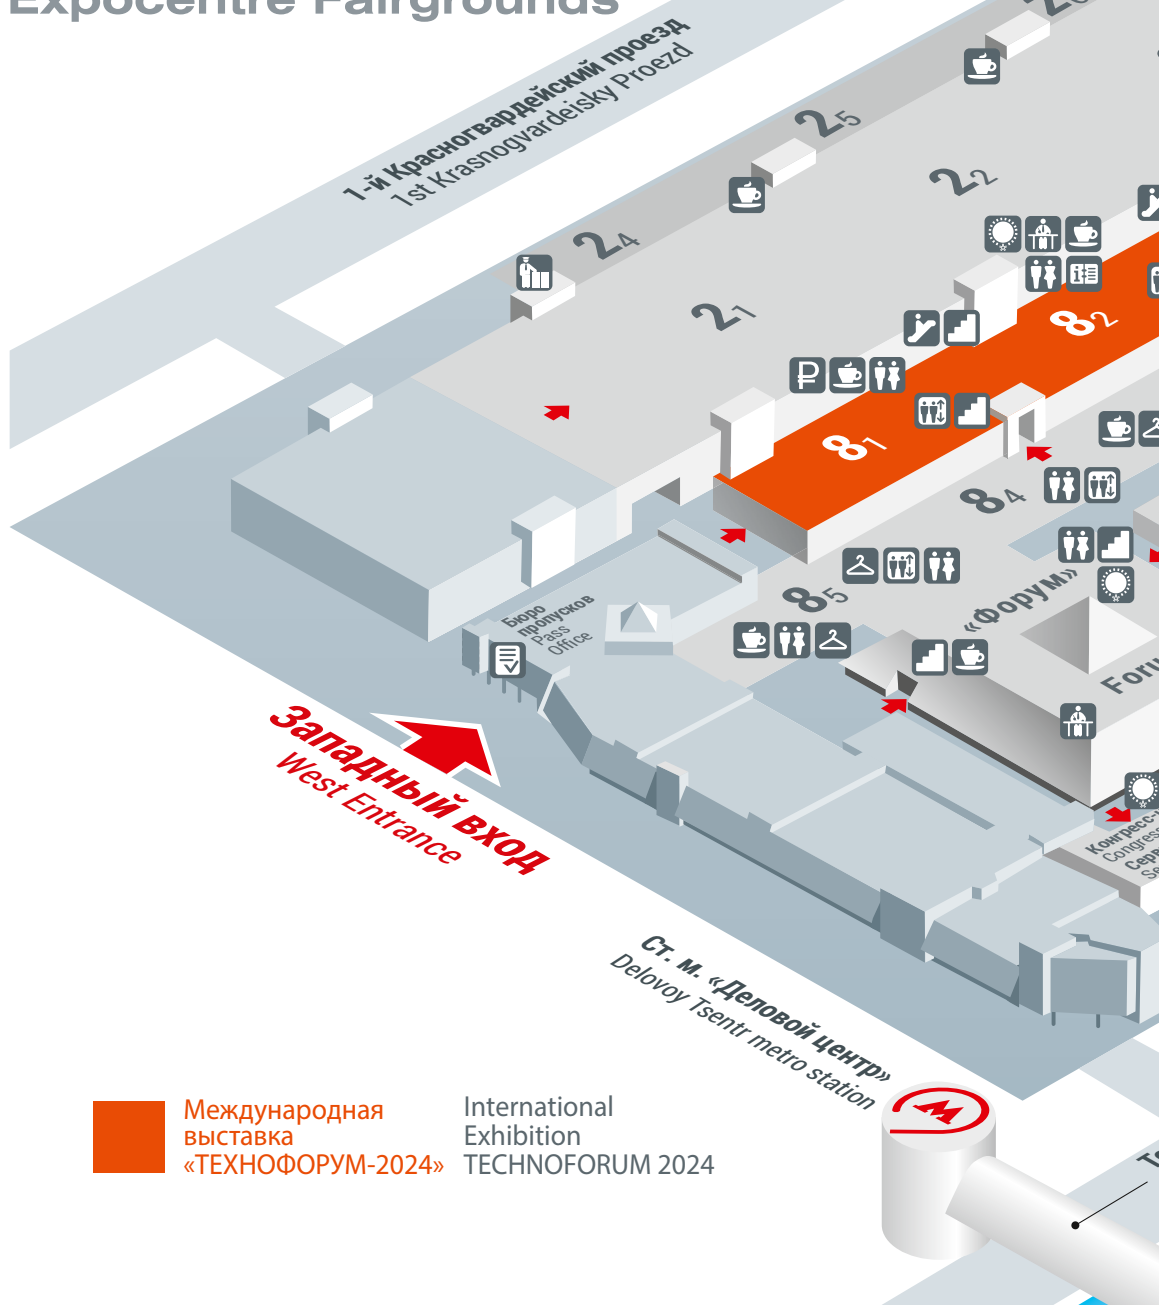 Expocentre Fairgrounds
1-й Красногвардейский проезд
1st Krasnogvardeisky Proezd
2 5
2 2
2 4
2 1
8 2
8 1
8 4
8 5
«Форум»
Бюро
пропусков
Pass
Office
Западный вход
West Entrance
Ст. м. «Деловой центр»
Delovoy Tsentr metro station
Международная
выставка
«ТЕХНОФОРУМ-2024»
International
Exhibition
TECHNOFORUM 2024